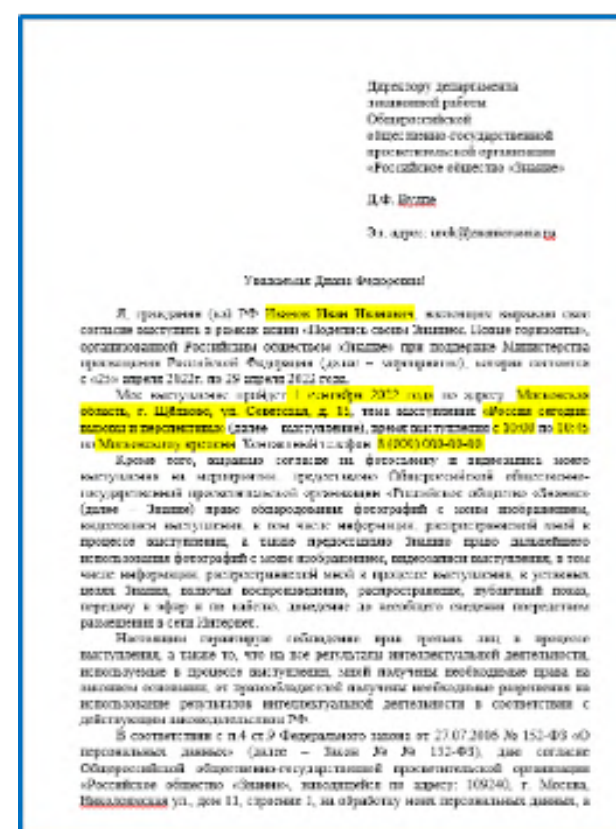 Директору департамента
лекционной работы
Общероссийской
общественно-государственной
просветительской организации
«Российское общество «Знание»
Д.Ф.
Эл. адрес:
Уважаемая Диана Федоровна!
Я, гражданин (ка) РФ Иванов Иван Иванович, настоящим выражаю свое
согласие выступить в рамках акции «Поделись своим Знанием. Новые горизонты»,
организованной Российским обществом «Знание» при поддержке Министерства
просвещения Российской Федерации (далее – мероприятие), которая состоится
с «25» апреля 2022г. по 29 апреля 2022 года.
Мое выступление пройдет 1 сентября 2022 года по адресу: Московская
область, г. Щёлково, ул. Советская, д. 15, тема выступления «Россия сегодня:
вызовы и перспективы» (далее – выступление), время выступления с 10:00 по 10:45
по Московскому времени. Контактный телефон: 8 (000) 000-00-00
Кроме того, выражаю согласие на фотосъемку и видеозапись моего
выступления на мероприятии, предоставляю Общероссийской общественно-
государственной просветительской организации «Российское общество «Знание»
(далее – Знание) право обнародования фотографий с моим изображением,
видеозаписи выступления, в том числе информации, распространяемой мной в
процессе выступления, а также предоставляю Знанию право дальнейшего
использования фотографий с моим изображением, видеозаписи выступления, в том
числе информации, распространяемой мной в процессе выступления, в уставных
целях Знания, включая воспроизведение, распространение, публичный показ,
передачу в эфир и по кабелю, доведение до всеобщего сведения посредством
размещения в сети Интернет.
Настоящим гарантирую соблюдение прав третьих лиц в процессе
выступления, а также то, что на все результаты интеллектуальной деятельности,
используемые в процессе выступления, мной получены необходимые права на
законном основании, от правообладателей получены необходимые разрешения на
использование результатов интеллектуальной деятельности в соответствии с
действующим законодательством РФ.
В соответствии с п.4 ст.9 Федерального закона от 27.07.2006 № 152-ФЗ «О
персональных данных» (далее – Закон № № 152-ФЗ), даю согласие
Общероссийской общественно-государственной просветительской организации
«Российское общество «Знание», находящейся по адресу: 109240, г. Москва,
Николоямская ул., дом 11, строение 1, на обработку моих персональных данных, а